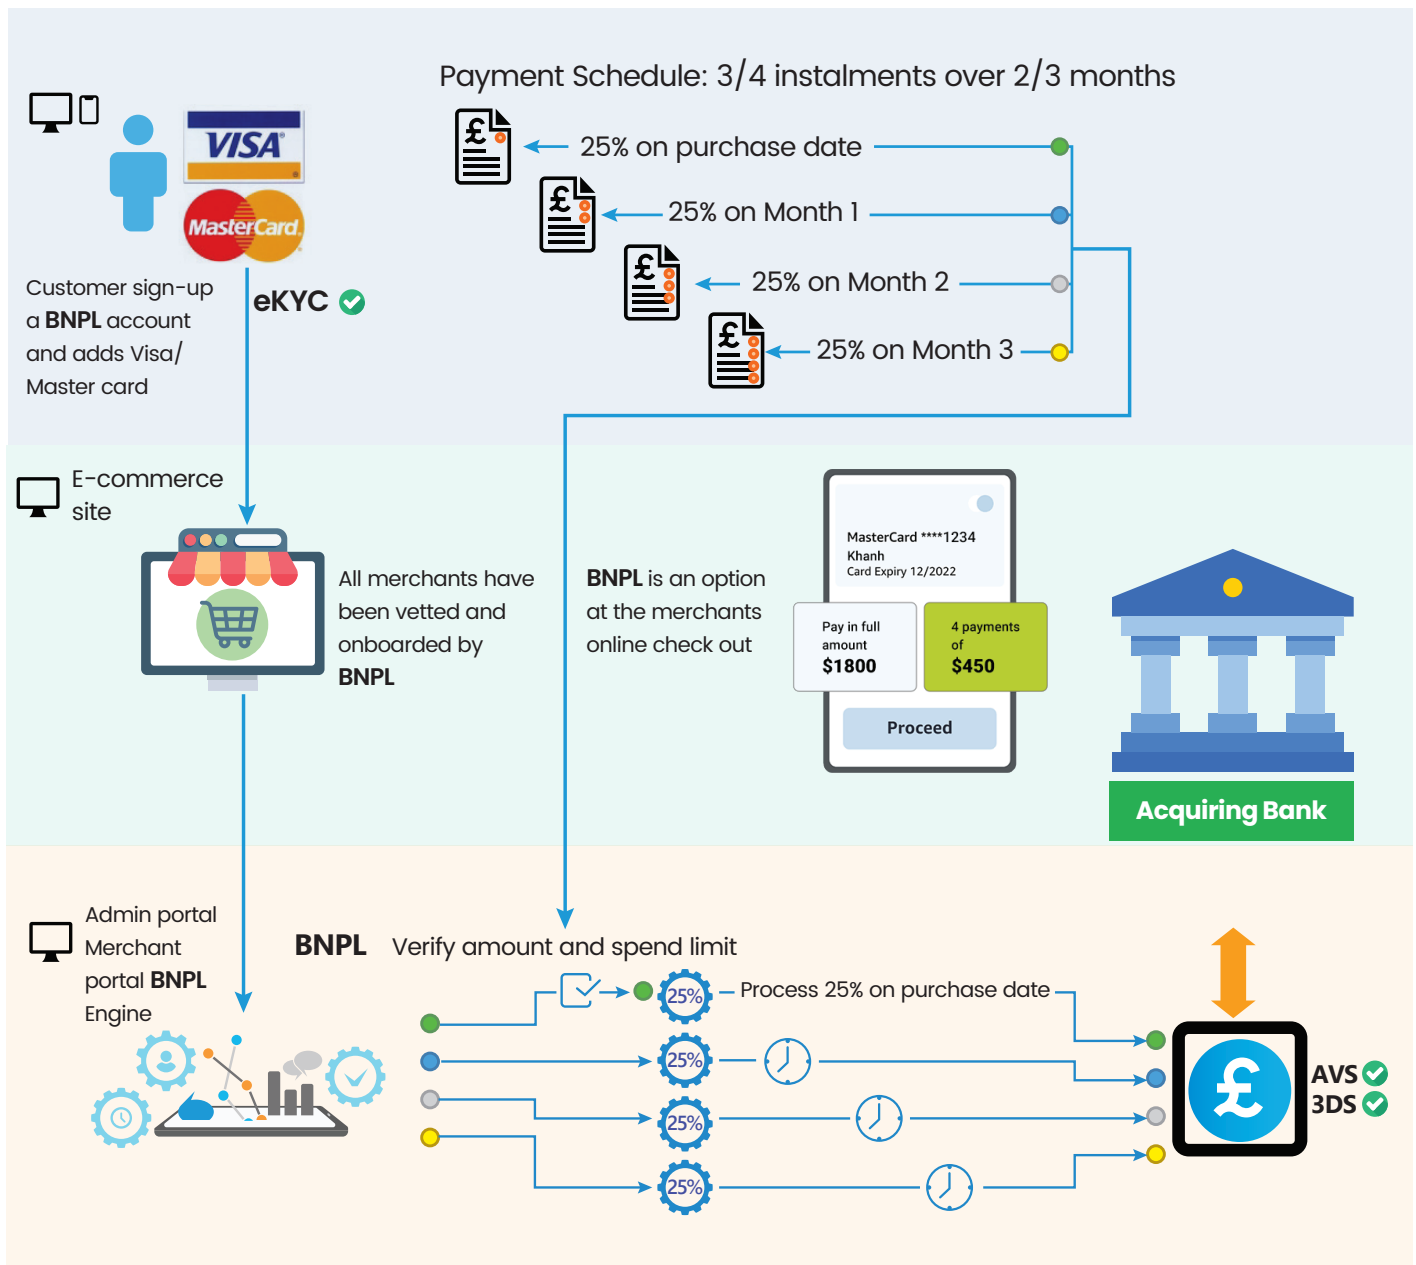 Payment Schedule: 3/4 instalments over 2/3 months
VISA
MasterCard
Customer sign-up
a BNPL account
and adds Visa/
Master card
eKYC
£
25% on purchase date
£
25% on Month 1
£
25% on Month 2
£
25% on Month 3
E-commerce
site
All merchants have
been vetted and
onboarded by
BNPL
BNPL is an option
at the merchants
online check out
MasterCard ****1234
Khanh
Card Expiry 12/2022
Pay in full
amount
$1800
4 payments
of
$450
Proceed
Acquiring Bank
Admin portal
Merchant
portal BNPL
Engine
BNPL Verify amount and spend limit
25%
Process 25% on purchase date
25%
25%
25%
£
AVS
3DS